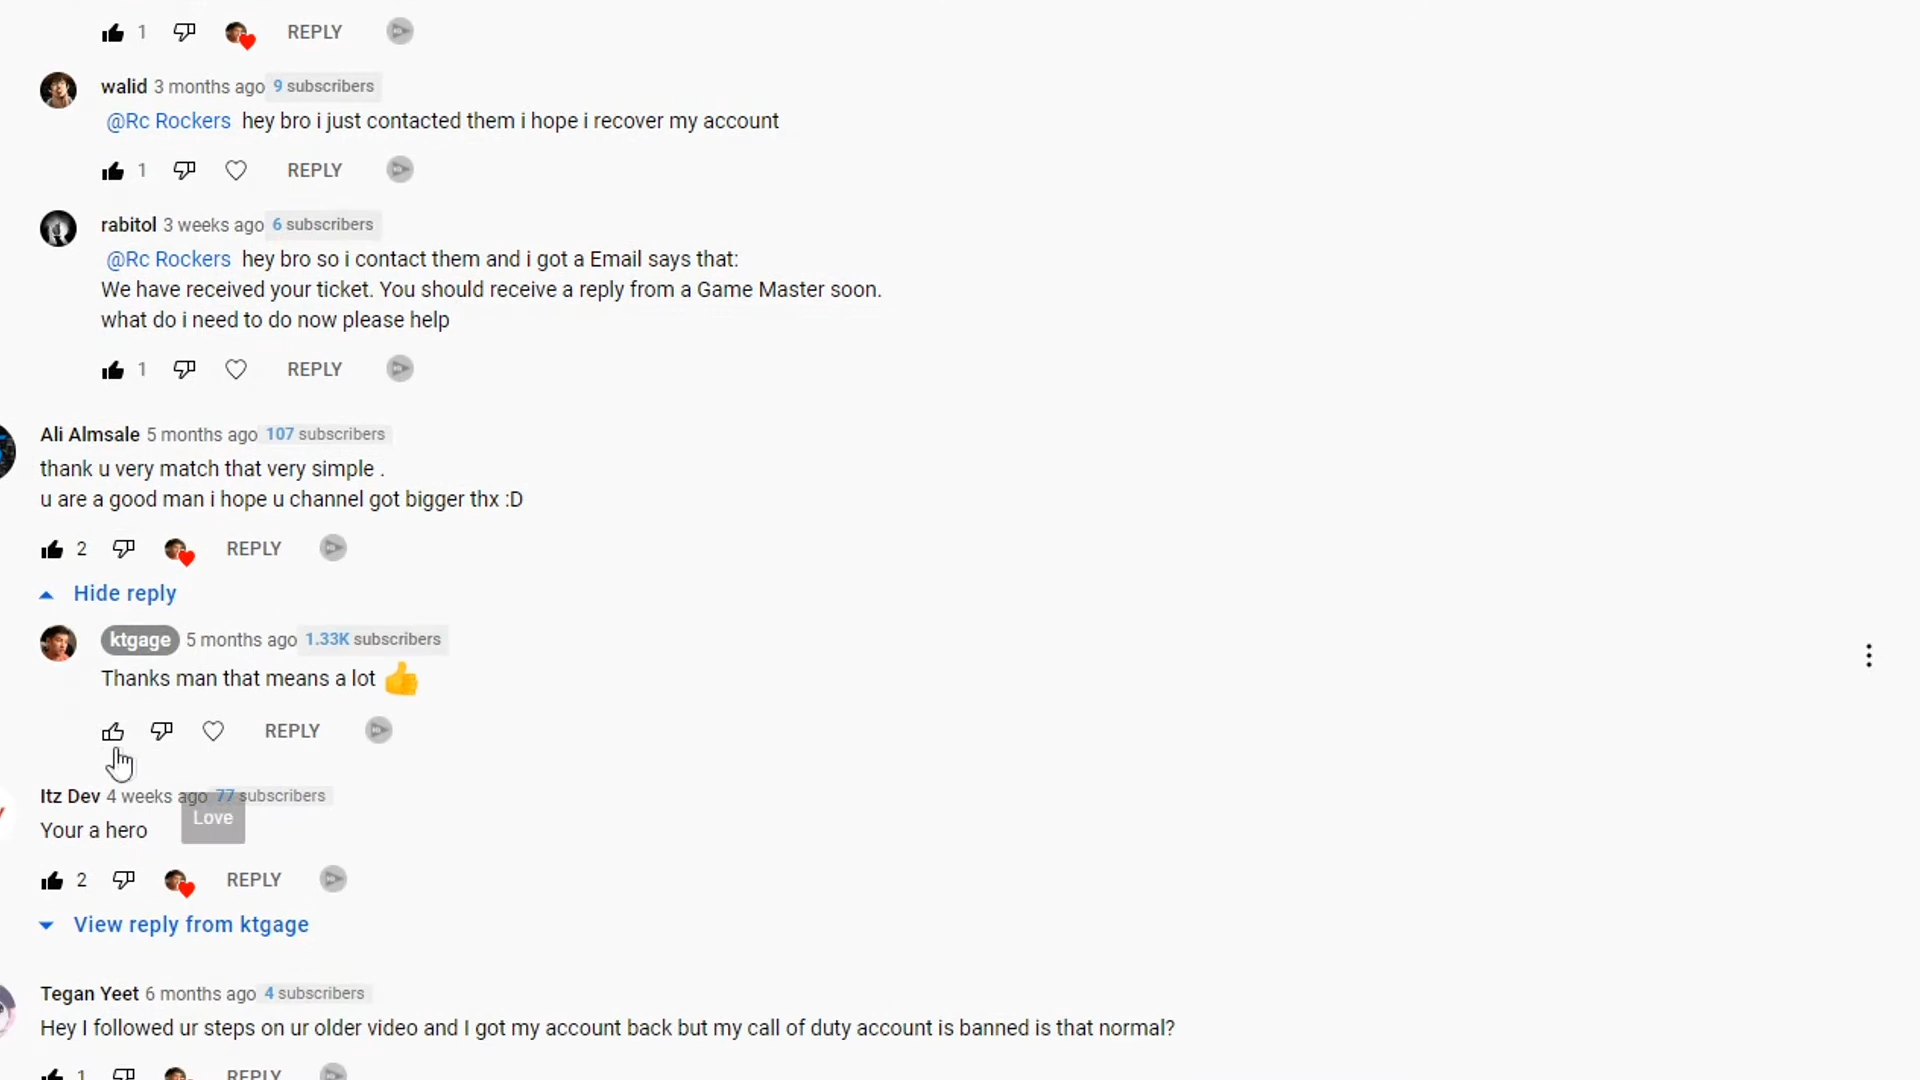 1 REPLY
walid 3 months ago 9 subscribers
@Rc Rockers hey bro i just contacted them i hope i recover my account
1 REPLY
rabitol 3 weeks ago 6 subscribers
@Rc Rockers hey bro so i contact them and i got a Email says that:
We have received your ticket. You should receive a reply from a Game Master soon.
what do i need to do now please help
1 REPLY
Ali Almsale 5 months ago 107 subscribers
thank u very match that very simple .
u are a good man i hope u channel got bigger thx :D
2 REPLY
Hide reply
ktgage 5 months ago 1.33K subscribers
Thanks man that means a lot 👍
REPLY
Itz Dev 4 weeks ago 77 subscribers
Your a hero
Love
2 REPLY
View reply from ktgage
Tegan Yeet 6 months ago 4 subscribers
Hey I followed ur steps on ur older video and I got my account back but my call of duty account is banned is that normal?
1 REPLY